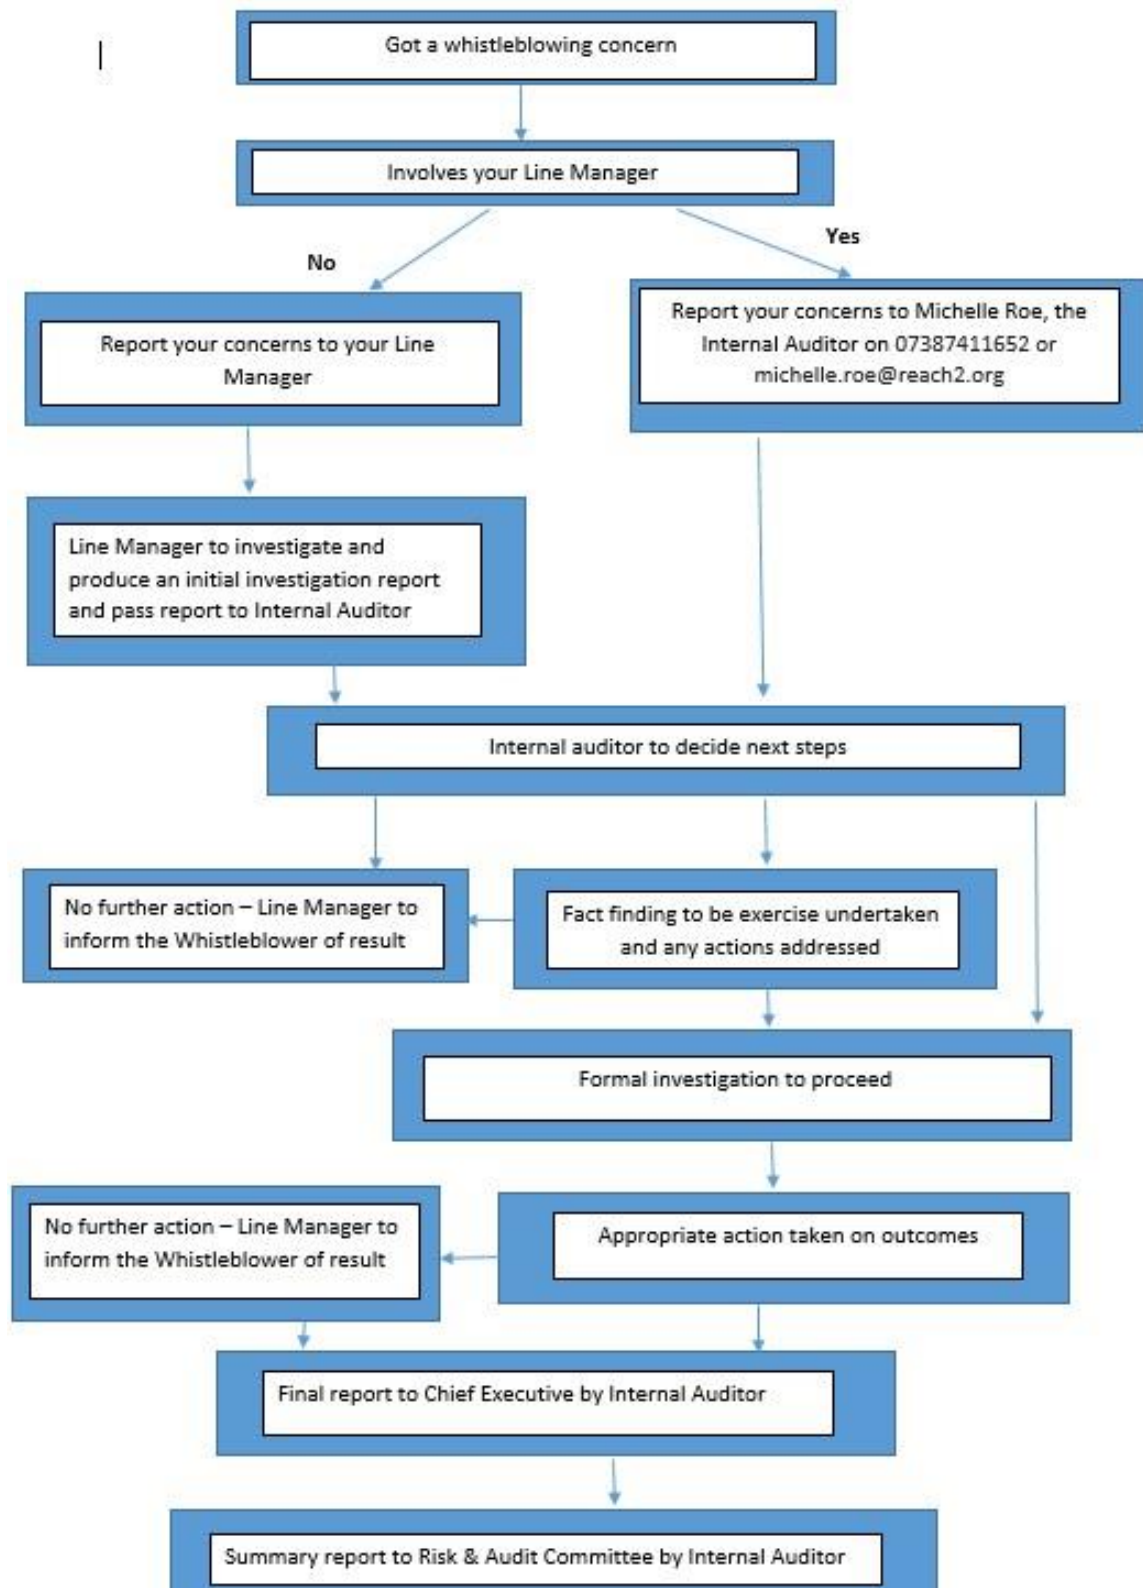 Got a whistleblowing concern
Involves your Line Manager
No
Yes
Report your concerns to your Line
Manager
Report your concerns to Michelle Roe, the
Internal Auditor on 07387411652 or
michelle.roe@reach2.org
Line Manager to investigate and
produce an initial investigation report
and pass report to Internal Auditor
Internal auditor to decide next steps
No further action – Line Manager to
inform the Whistleblower of result
Fact finding to be exercise undertaken
and any actions addressed
Formal investigation to proceed
No further action – Line Manager to
inform the Whistleblower of result
Appropriate action taken on outcomes
Final report to Chief Executive by Internal Auditor
Summary report to Risk & Audit Committee by Internal Auditor